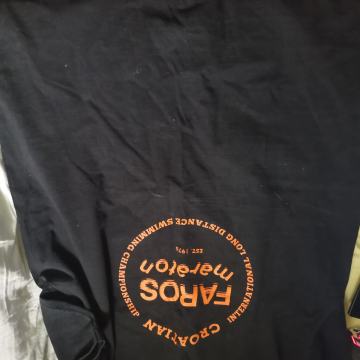 CROATIAN INTERNATIONAL LONG DISTANCE SWIMMING CHAMPIONSHIP
FAROS
maraton